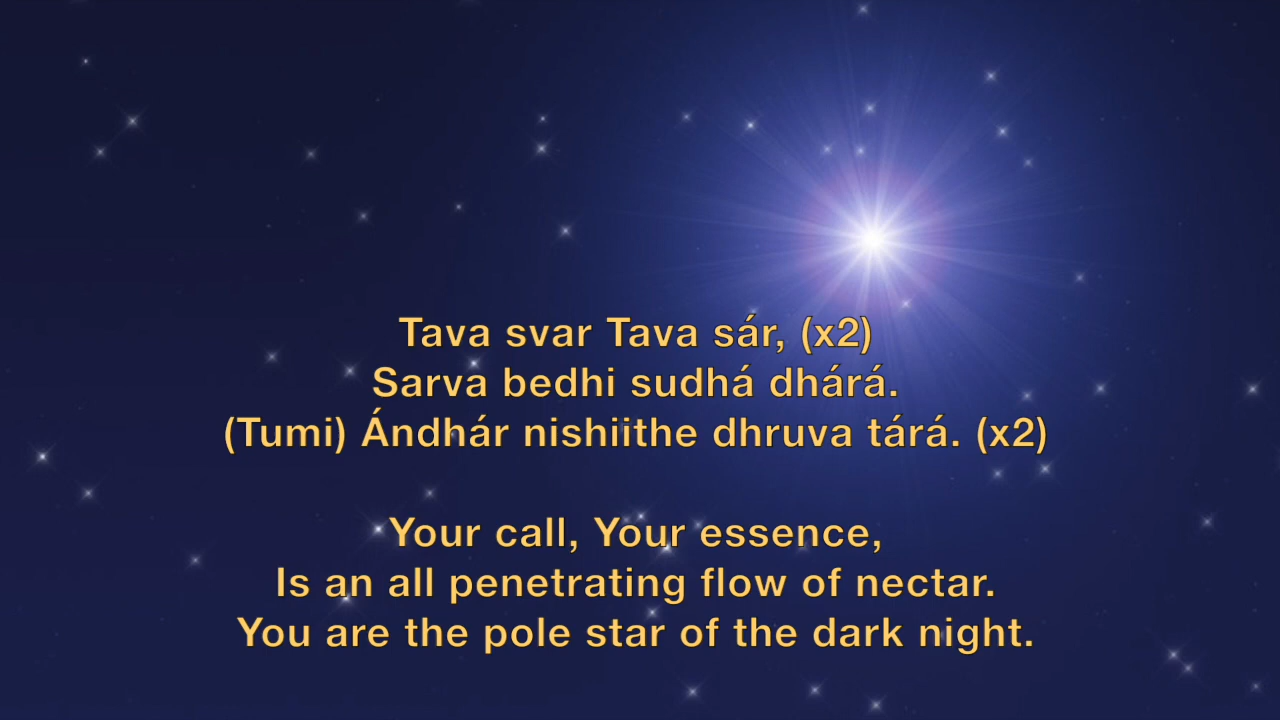 Tava svar Tava sár, (x2)
Sarva bedhi sudhá dhárá.
(Tumi) Ándhár nishiithe dhruva tárá. (x2)
Your call, Your essence,
Is an all penetrating flow of nectar.
You are the pole star of the dark night.